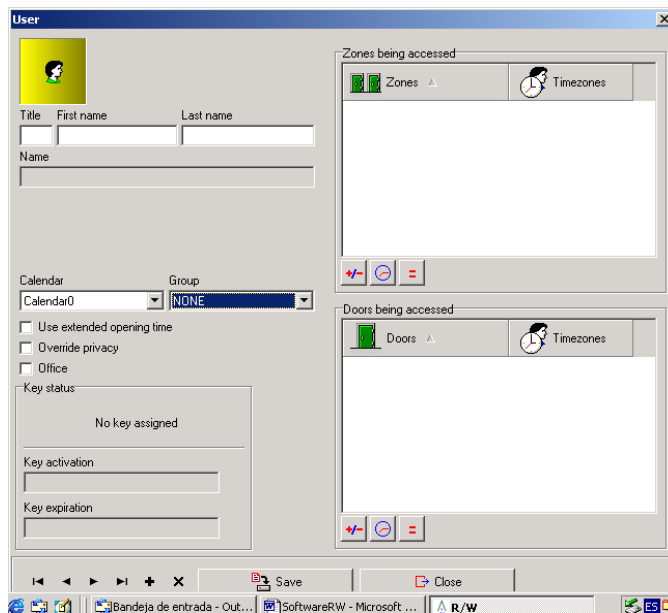 User
Zones being accessed
Zones
Timezones
Title First name Last name
Name
Calendar Group
Calendar0 NONE
Use extended opening time
Override privacy
Office
Key status
No key assigned
Key activation
Key expiration
Doors being accessed
Doors
Timezones
Save Close
Bandeja de entrada - Out... SoftwareRW - Microsoft ... R/W ES